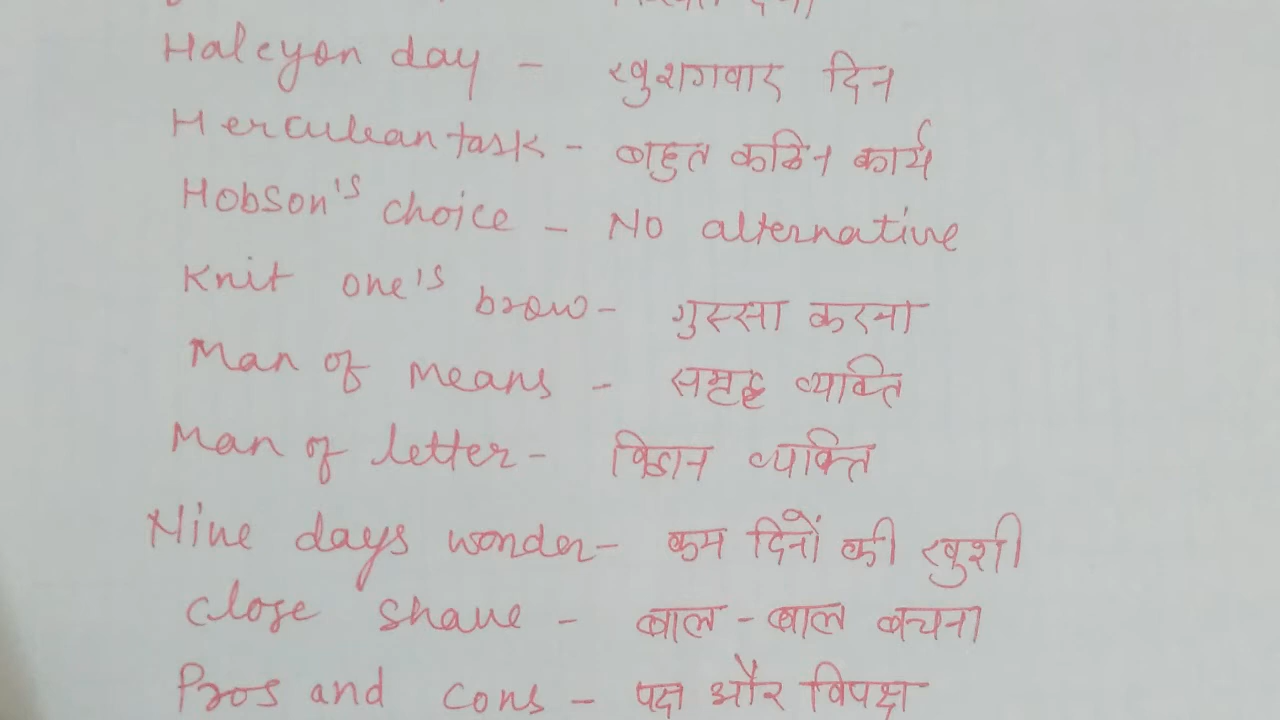 Halcyon day - खुशगवार दिन
Herculean task - बहुत कठिन कार्य
Hobson's choice - No alternative
Knit one's brow - गुस्सा करना
Man of means - समृद्ध व्यक्ति
Man of letter - विद्वान व्यक्ति
Nine days wonder - कम दिनों की खुशी
Close shave - बाल-बाल बचना
Pros and cons - पक्ष और विपक्ष